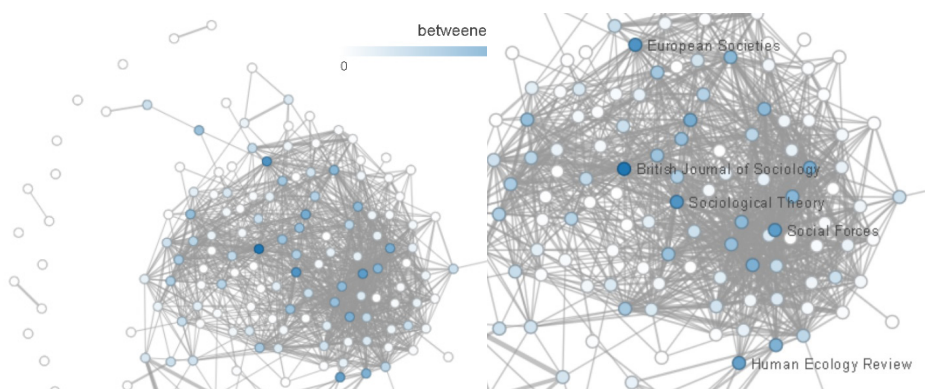 betweene
0
European Societies
British Journal of Sociology
Sociological Theory
Social Forces
Human Ecology Review